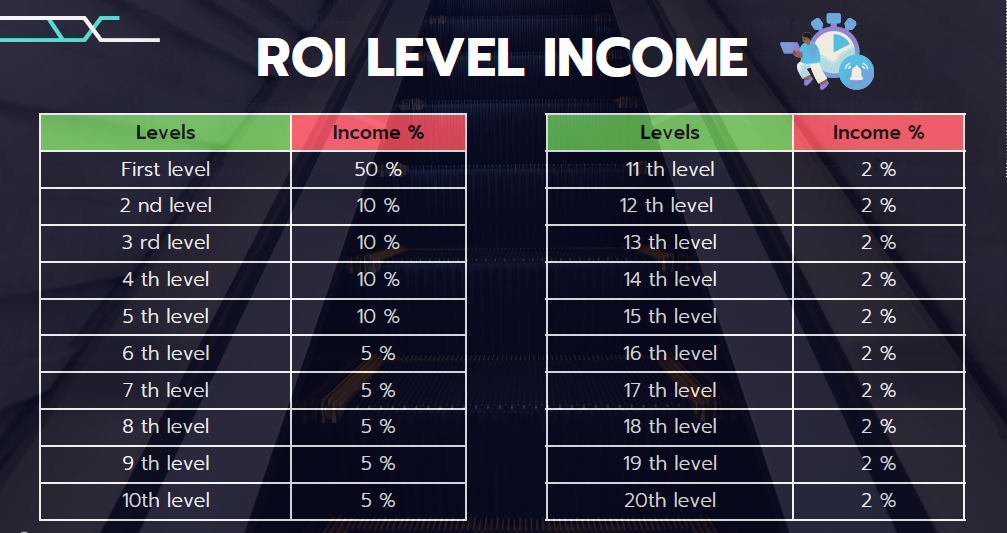 ROI LEVEL INCOME
Levels Income %
First level 50 %
2 nd level 10 %
3 rd level 10 %
4 th level 10 %
5 th level 10 %
6 th level 5 %
7 th level 5 %
8 th level 5 %
9 th level 5 %
10th level 5 %
Levels Income %
11 th level 2 %
12 th level 2 %
13 th level 2 %
14 th level 2 %
15 th level 2 %
16 th level 2 %
17 th level 2 %
18 th level 2 %
19 th level 2 %
20th level 2 %